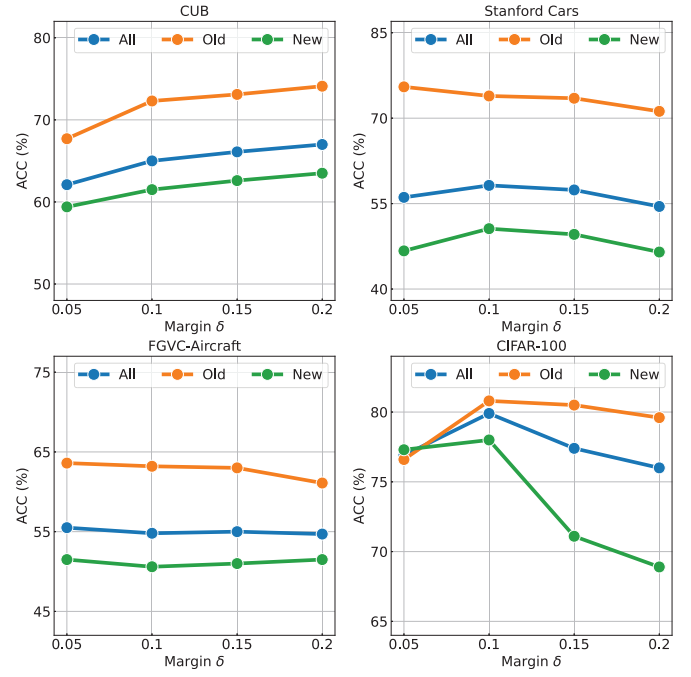 CUB
All Old New
80
70
60
50
ACC (%)
0.05 0.1 0.15 0.2
Margin δ
Stanford Cars
All Old New
85
70
55
40
ACC (%)
0.05 0.1 0.15 0.2
Margin δ
FGVC-Aircraft
All Old New
75
65
55
45
ACC (%)
0.05 0.1 0.15 0.2
Margin δ
CIFAR-100
All Old New
80
75
70
65
ACC (%)
0.05 0.1 0.15 0.2
Margin δ